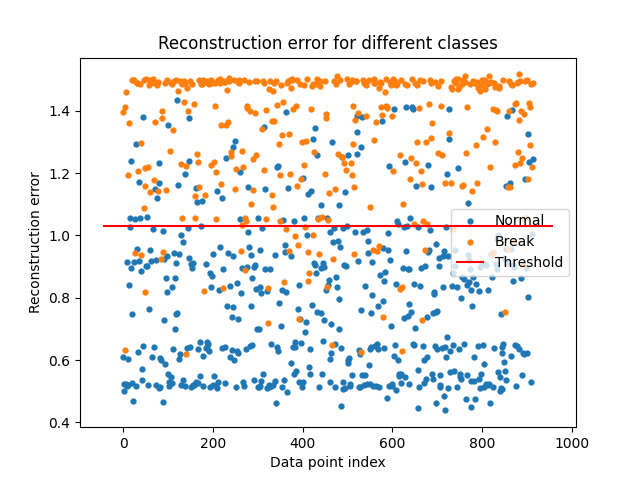 Reconstruction error for different classes
Reconstruction error
1.4
1.2
1.0
0.8
0.6
0.4
Normal
Break
Threshold
0
200
400
600
800
1000
Data point index